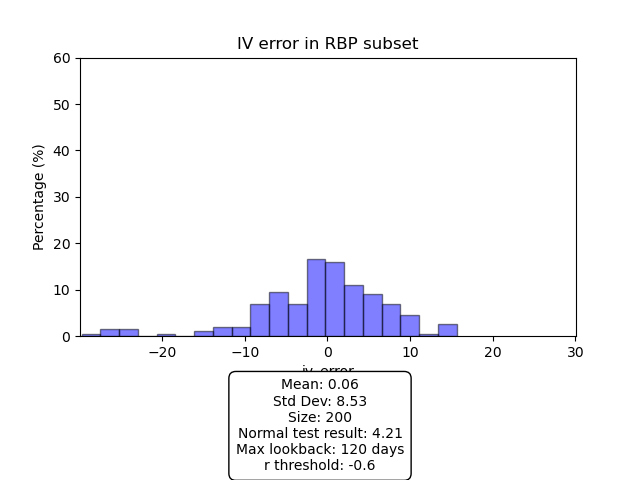 IV error in RBP subset
60
50
40
30
20
10
0
Percentage (%)
−20
−10
0
10
20
30
iv_error
Mean: 0.06
Std Dev: 8.53
Size: 200
Normal test result: 4.21
Max lookback: 120 days
r threshold: -0.6